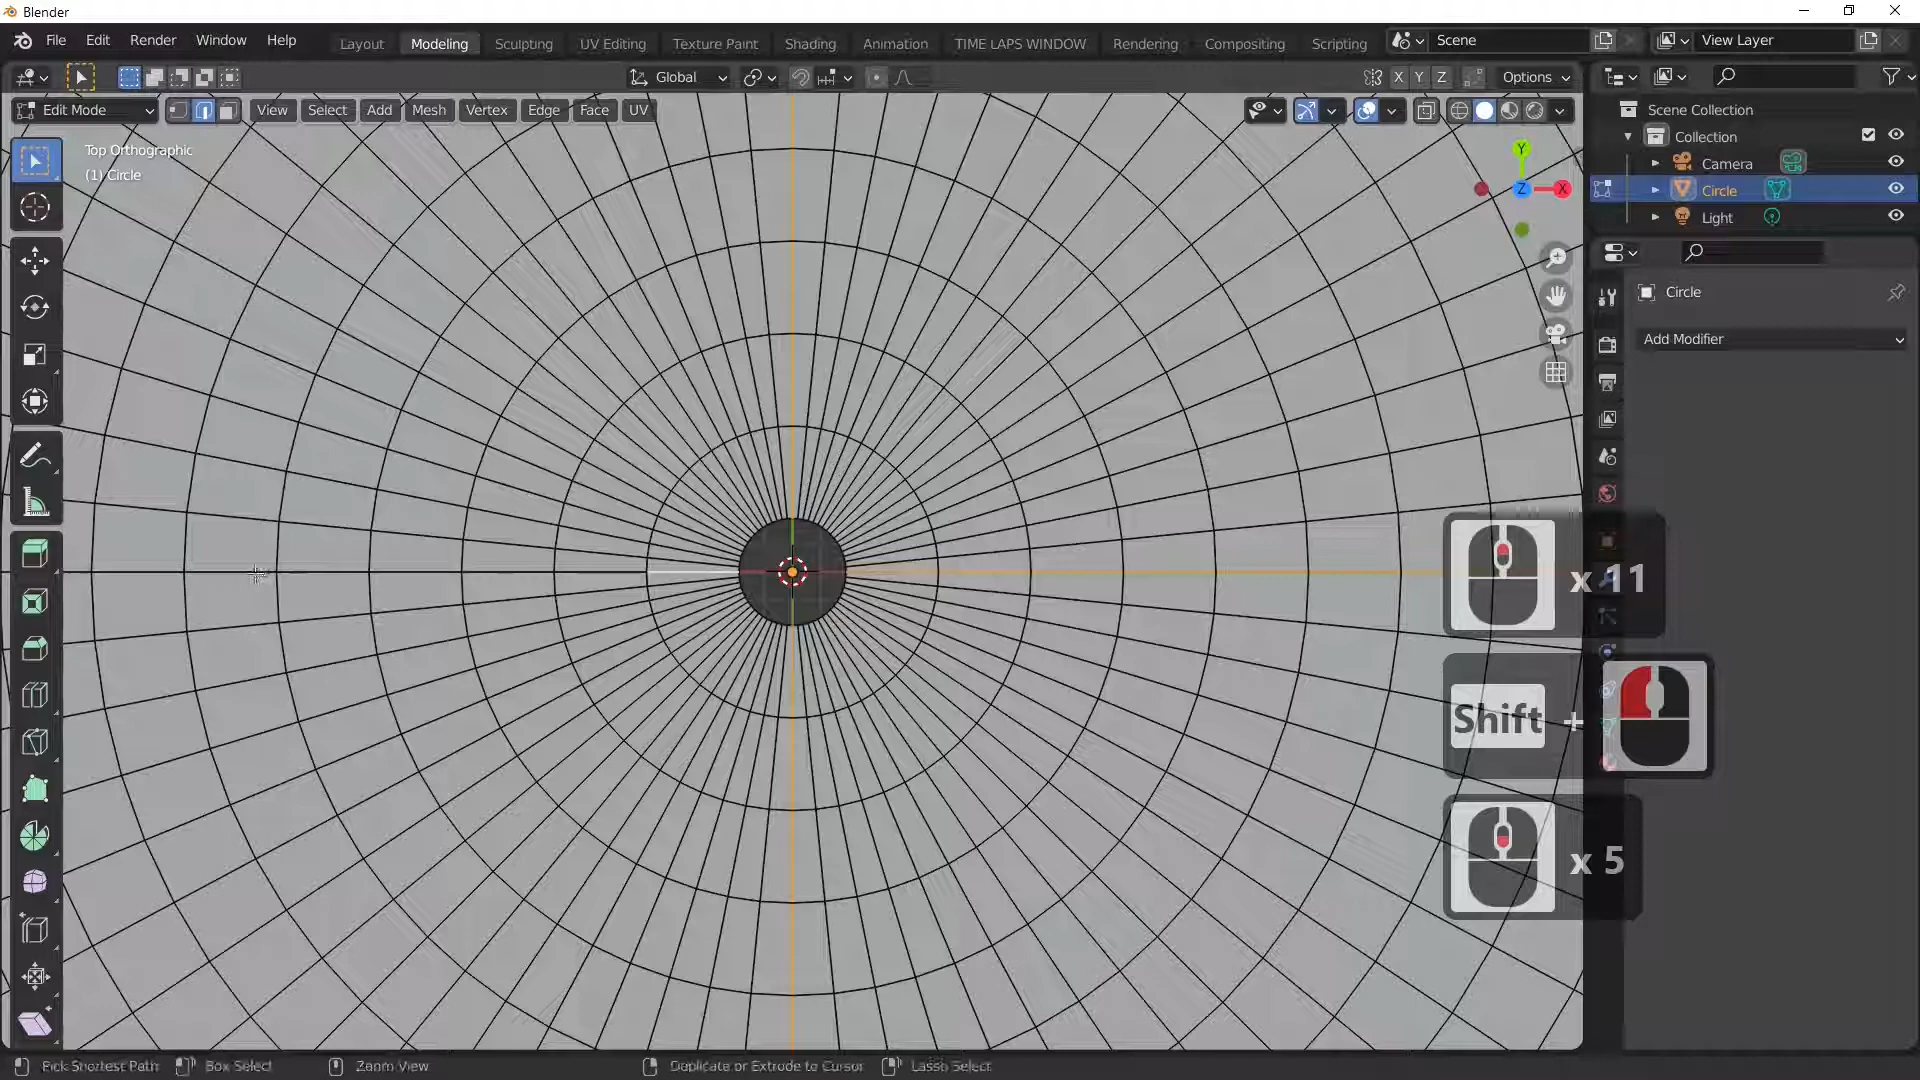 Blender
File Edit Render Window Help Layout Modeling Sculpting UV Editing Texture Paint Shading Animation TIME LAPS WINDOW Rendering Compositing Scripting Scene View Layer
Global X Y Z Options
Edit Mode View Select Add Mesh Vertex Edge Face UV
Top Orthographic
(1) Circle
Y
Z X
Scene Collection
Collection
Camera
Circle
Light
Circle
Add Modifier
x 11
Shift +
x 5
Pick Shortest Path Box Select Zoom View Duplicate or Extrude to Cursor Lasso Select